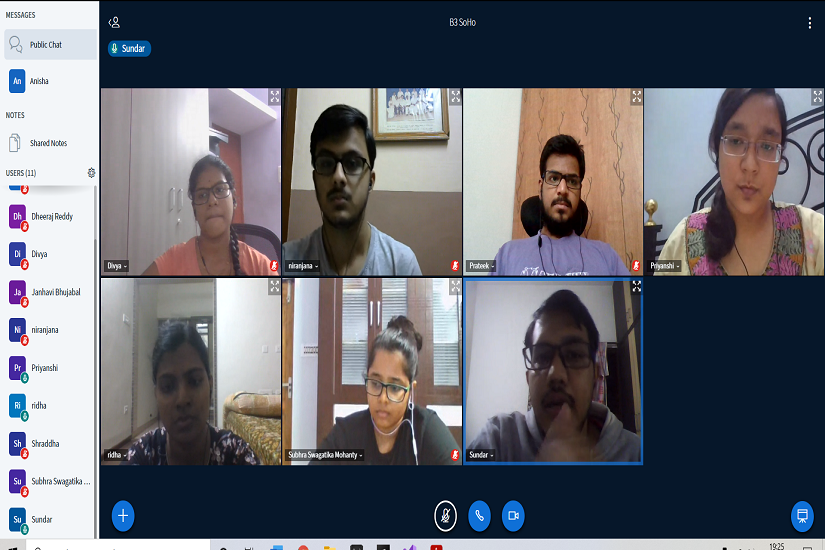 MESSAGES
Public Chat
An
Anisha
NOTES
Shared Notes
USERS (11)
Dh
Dheeraj Reddy
Di
Divya
Ja
Janhavi Bhujabal
Ni
niranjana
Pr
Priyanshi
Ri
ridha
Sh
Shraddha
Su
Subhra Swagatika ...
Su
Sundar
B3 SoHo
Sundar
Divya
niranjana
Prateek
Priyanshi
ridha
Subhra Swagatika Mohanty
Sundar
19:25